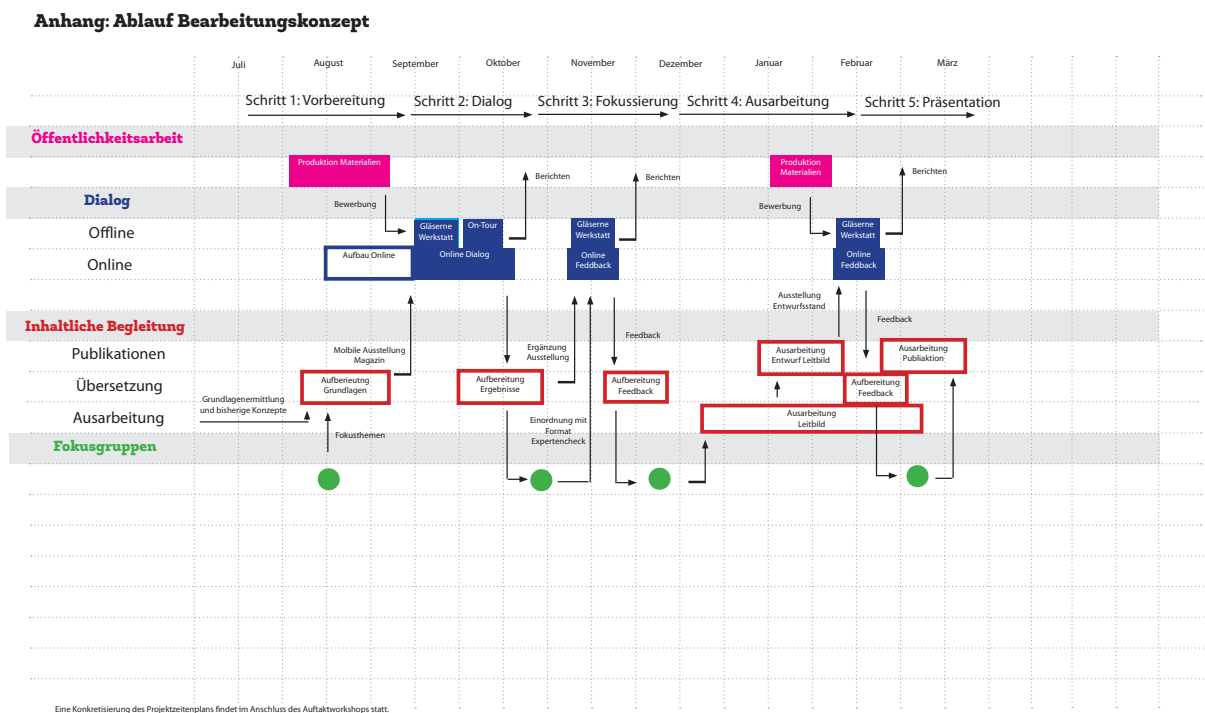 Anhang: Ablauf Bearbeitungskonzept
Juli August September Oktober November Dezember Januar Februar März
Schritt 1: Vorbereitung Schritt 2: Dialog Schritt 3: Fokussierung Schritt 4: Ausarbeitung Schritt 5: Präsentation
Öffentlichkeitsarbeit
Produktion Materialien
Produktion
Materialien
Berichten
Berichten
Berichten
Dialog
Bewerbung
Bewerbung
Offline
Gläserne
Werkstatt
On-Tour
Gläserne
Werkstatt
Gläserne
Werkstatt
Online
Aufbau Online
Online Dialog
Online
Feddback
Online
Feddback
Ausstellung
Entwurfsstand
Inhaltliche Begleitung
Feedback
Feedback
Publikationen
Molbile Ausstellung
Magazin
Ergänzung
Ausstellung
Ausarbeitung
Entwurf Leitbild
Ausarbeitung
Publiaktion
Übersetzung
Aufberieutng
Grundlagen
Aufbereitung
Ergebnisse
Aufbereitung
Feedback
Aufbereitung
Feedback
Ausarbeitung
Grundlagenermittlung
und bisherige Konzepte
Einordnung mit
Format
Expertencheck
Ausarbeitung
Leitbild
Fokusgruppen
Fokusthemen
Eine Konkretisierung des Projektzeitenplans findet im Anschluss des Auftaktworkshops statt.